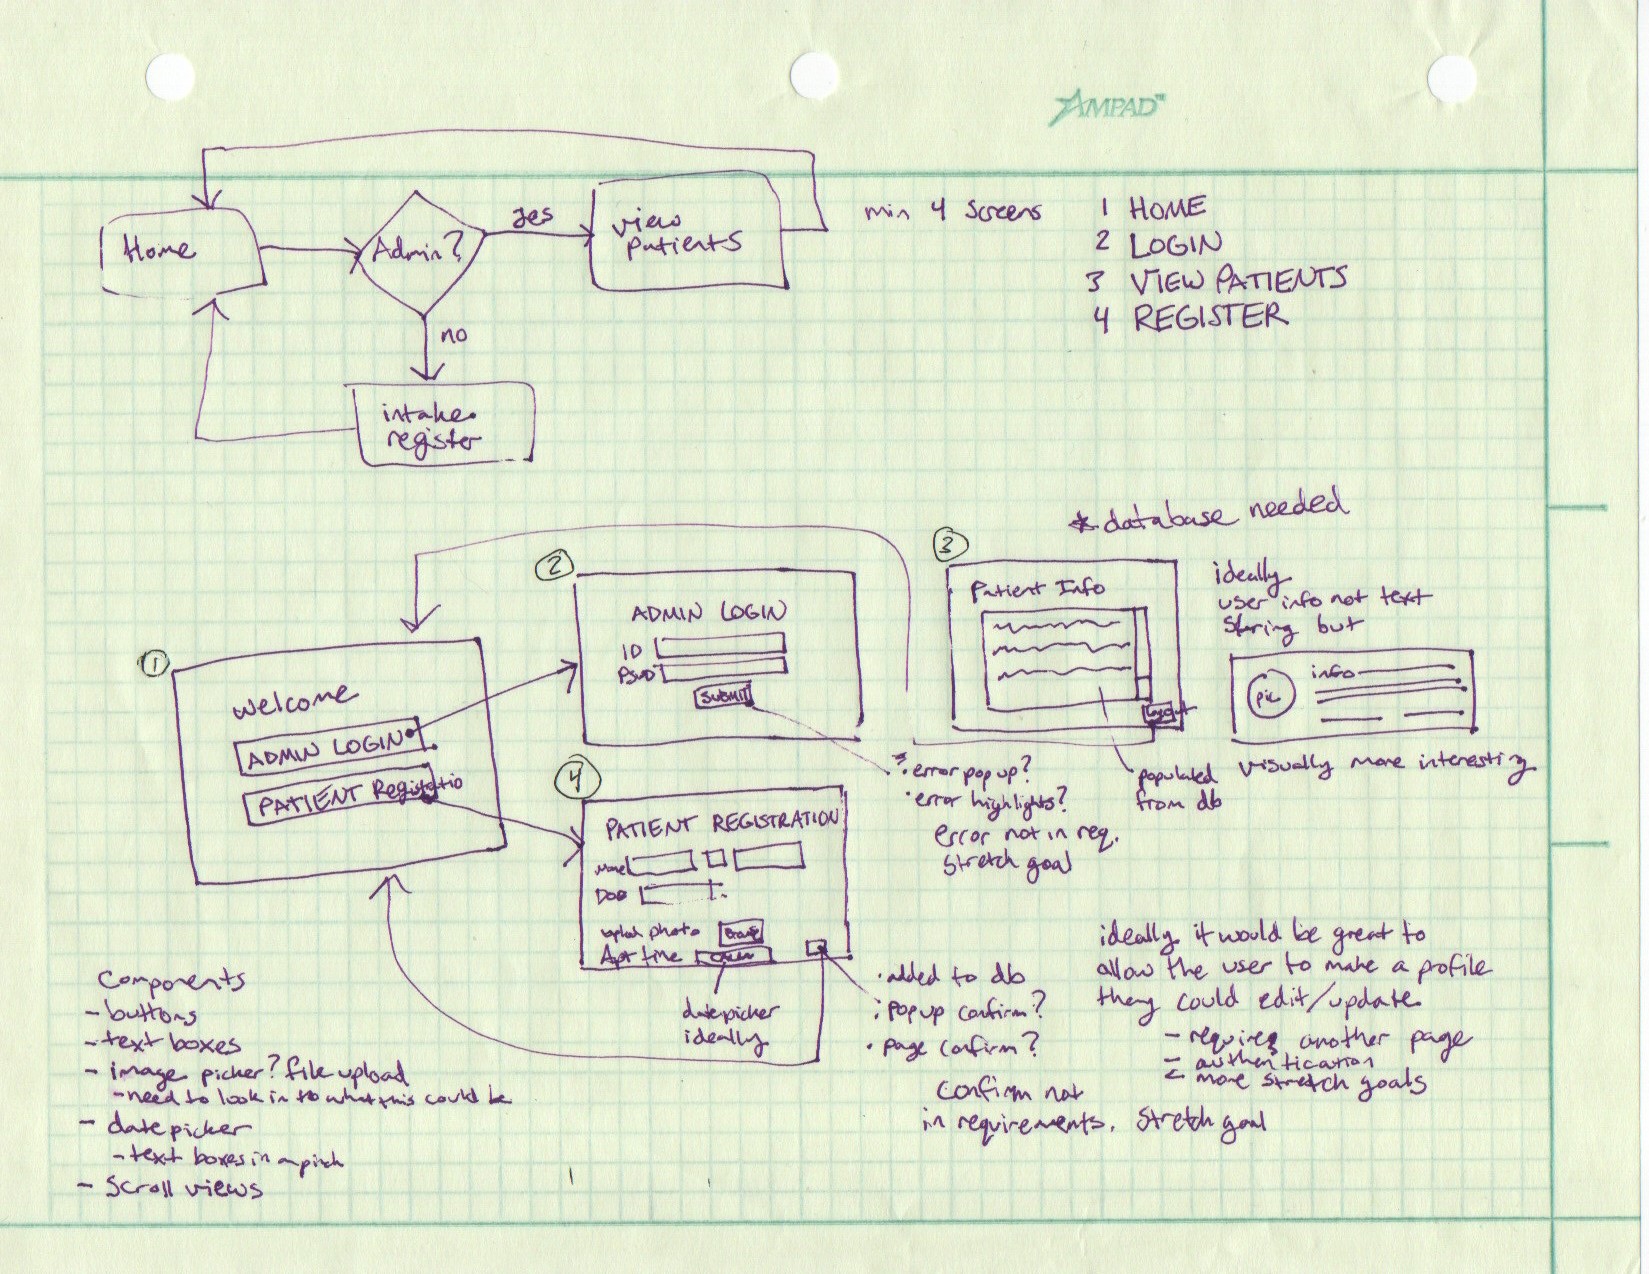 AMPAD™
Home
Admin?
yes
view
patients
no
intake
register
min 4 screens
1 HOME
2 LOGIN
3 VIEW PATIENTS
4 REGISTER
* database needed
1
welcome
ADMIN LOGIN
PATIENT Registratio
2
ADMIN LOGIN
ID
PSWD
SUBMIT
? · error pop up?
· error highlights?
error not in req.
stretch goal
3
Patient Info
Logout
populated
from db
ideally
user info not text
string but
pic
info
visually more interesting
4
PATIENT REGISTRATION
Name
DOB
upload photo
Apt time
datepicker
ideally
· added to db
· popup confirm?
· page confirm?
Confirm not
in requirements. Stretch goal
ideally it would be great to
allow the user to make a profile
they could edit/update
- requires another page
- authentication
- more stretch goals
Components
- buttons
- text boxes
- image picker? file upload
- need to look in to what this could be
- date picker
- text boxes in a pinch
- Scroll views